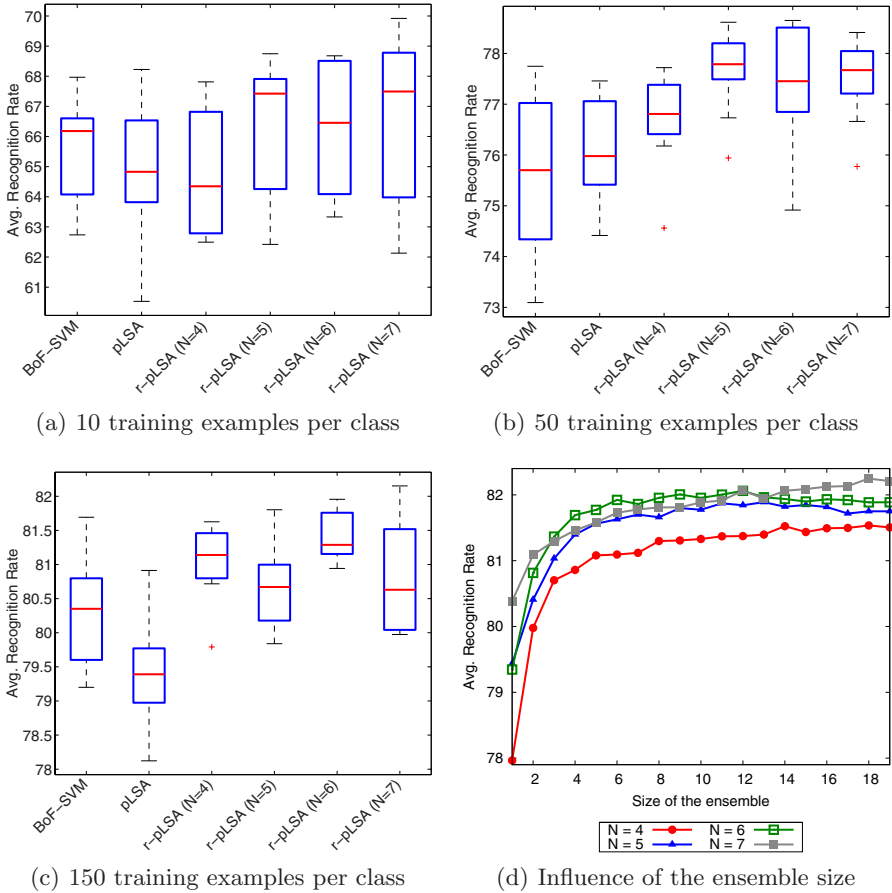 70
69
68
67
66
65
64
63
62
61
Avg. Recognition Rate
BoF-SVM
pLSA
r-pLSA (N=4)
r-pLSA (N=5)
r-pLSA (N=6)
r-pLSA (N=7)
(a) 10 training examples per class
78
77
76
75
74
73
Avg. Recognition Rate
BoF-SVM
pLSA
r-pLSA (N=4)
r-pLSA (N=5)
r-pLSA (N=6)
r-pLSA (N=7)
(b) 50 training examples per class
82
81.5
81
80.5
80
79.5
79
78.5
78
Avg. Recognition Rate
BoF-SVM
pLSA
r-pLSA (N=4)
r-pLSA (N=5)
r-pLSA (N=6)
r-pLSA (N=7)
(c) 150 training examples per class
82
81
80
79
78
Avg. Recognition Rate
2 4 6 8 10 12 14 16 18
Size of the ensemble
N = 4 N = 6
N = 5 N = 7
(d) Influence of the ensemble size